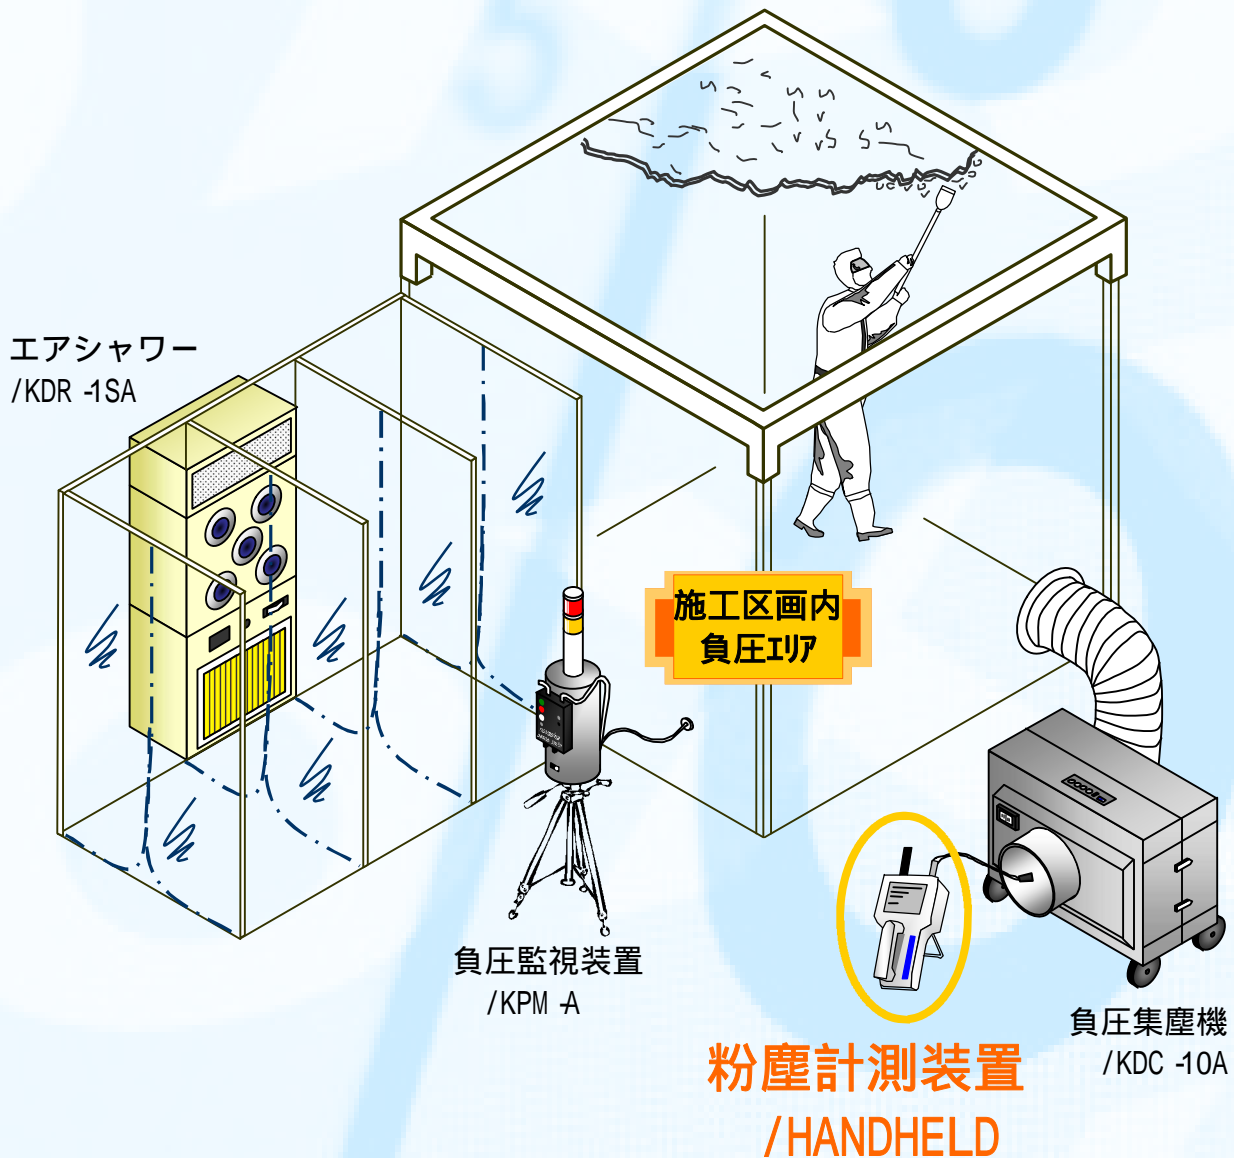 エアシャワー
/KDR -1SA
施工区画内
負圧エリア
負圧監視装置
/KPM -A
負圧集塵機
/KDC -10A
粉塵計測装置
/HANDHELD